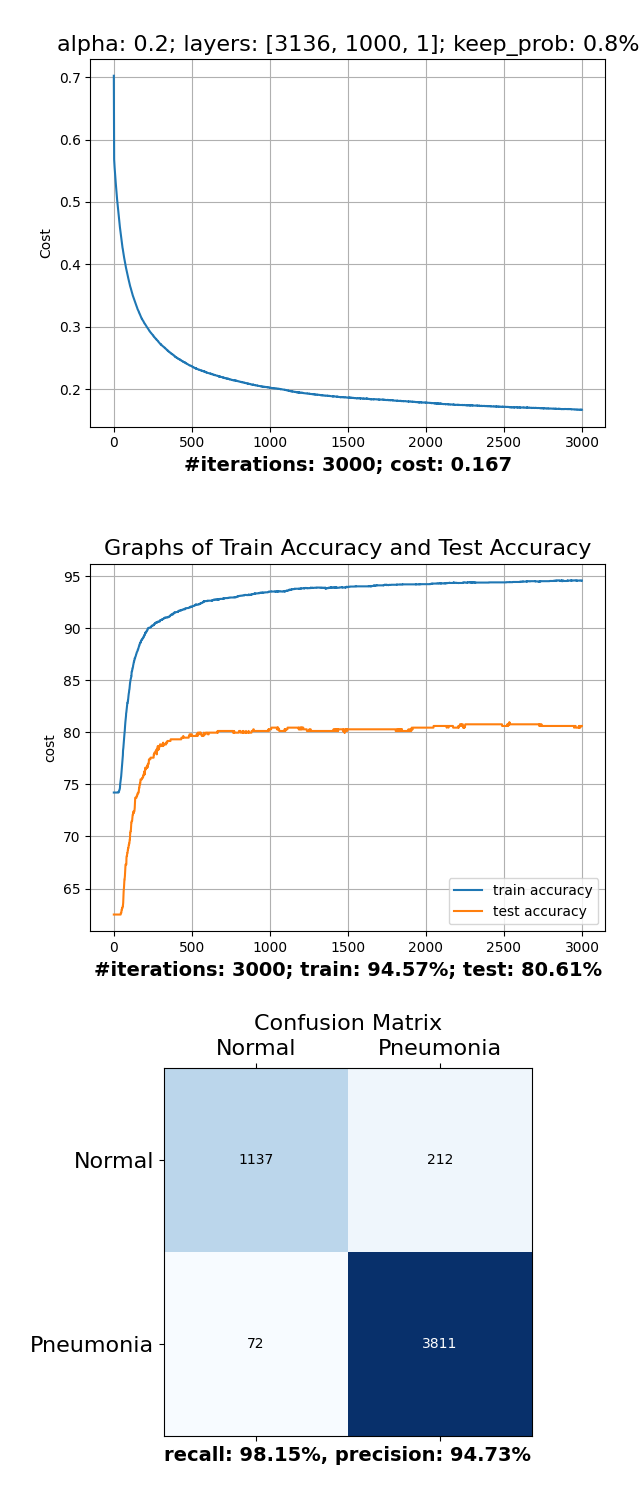 alpha: 0.2; layers: [3136, 1000, 1]; keep_prob: 0.8%
0.7
0.6
0.5
0.4
0.3
0.2
Cost
0 500 1000 1500 2000 2500 3000
#iterations: 3000; cost: 0.167
Graphs of Train Accuracy and Test Accuracy
95
90
85
80
75
70
65
cost
train accuracy
test accuracy
0 500 1000 1500 2000 2500 3000
#iterations: 3000; train: 94.57%; test: 80.61%
Confusion Matrix
Normal Pneumonia
Normal 1137 212
Pneumonia 72 3811
recall: 98.15%, precision: 94.73%